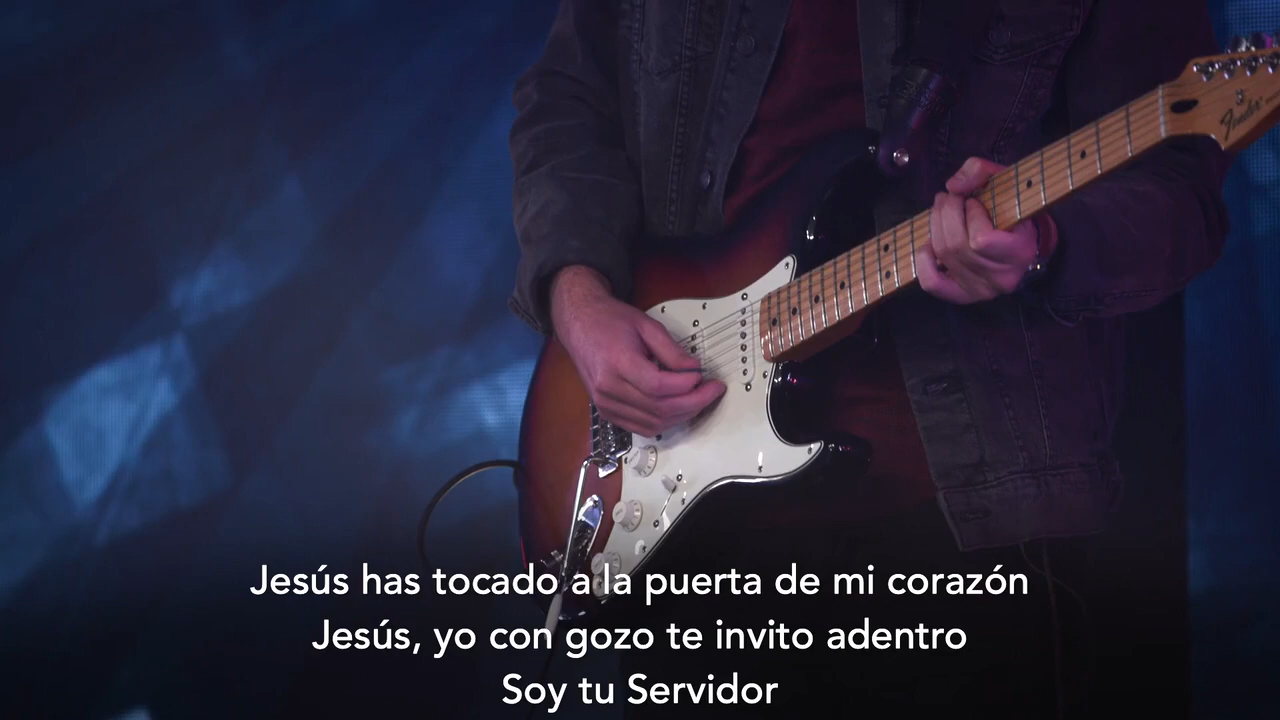 Fender
Jesús has tocado a la puerta de mi corazón
Jesús, yo con gozo te invito adentro
Soy tu Servidor